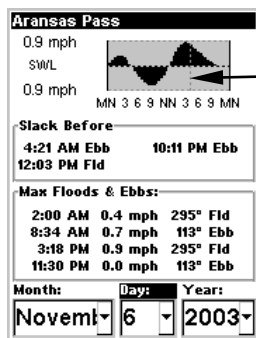 Aransas Pass
0.9 mph
SWL
0.9 mph
MN 3 6 9 NN 3 6 9 MN
Slack Before
4:21 AM Ebb 10:11 PM Ebb
12:03 PM Fld
Max Floods & Ebbs:
2:00 AM 0.4 mph 295° Fld
8:34 AM 0.7 mph 113° Ebb
3:18 PM 0.9 mph 295° Fld
11:30 PM 0.0 mph 113° Ebb
Month: Day: Year:
Novemb 6 2003